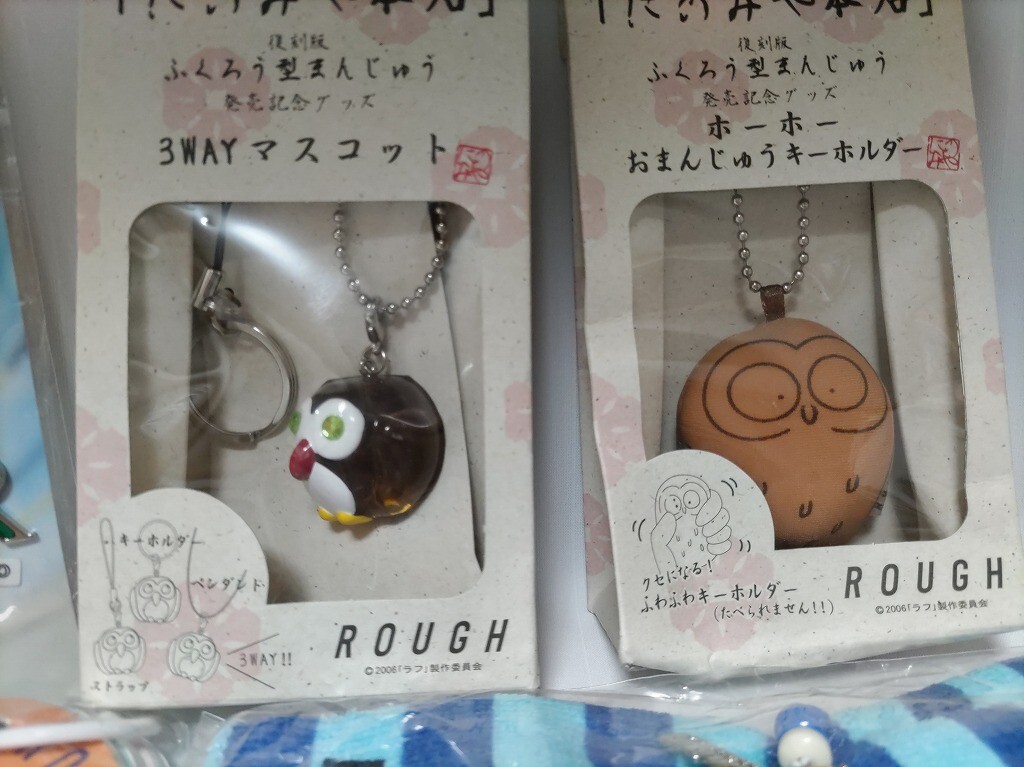 復刻版
ふくろう型まんじゅう
発売記念グッズ
3WAYマスコット
キーホルダー
ペンダント
ストラップ
3WAY!!
ROUGH
©2006「ラフ」製作委員会
復刻版
ふくろう型まんじゅう
発売記念グッズ
ホーホー
おまんじゅうキーホルダー
クセになる!
ふわふわキーホルダー
(たべられません!!)
ROUGH
©2006「ラフ」製作委員会